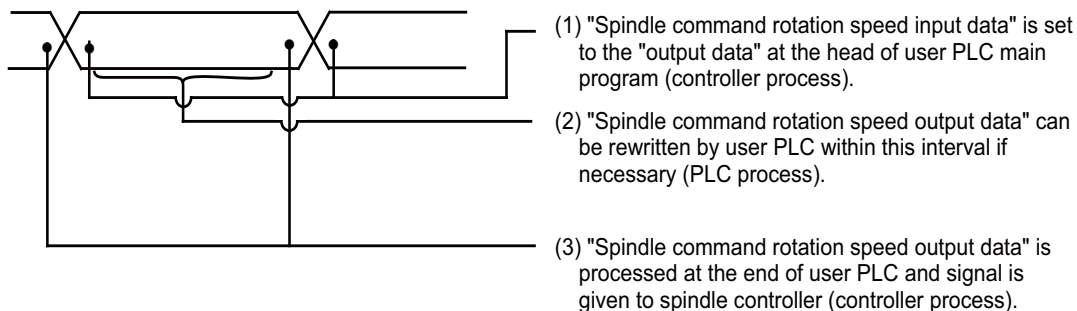 (1) "Spindle command rotation speed input data" is set
to the "output data" at the head of user PLC main
program (controller process).
(2) "Spindle command rotation speed output data" can
be rewritten by user PLC within this interval if
necessary (PLC process).
(3) "Spindle command rotation speed output data" is
processed at the end of user PLC and signal is
given to spindle controller (controller process).